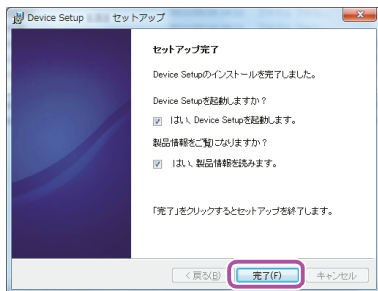 Device Setup セットアップ
セットアップ完了
Device Setupのインストールを完了しました。
Device Setupを起動しますか?
はい、Device Setupを起動します。
製品情報をご覧になりますか?
はい、製品情報を読みます。
「完了」をクリックするとセットアップを終了します。
< 戻る(B)
完了(F)
キャンセル